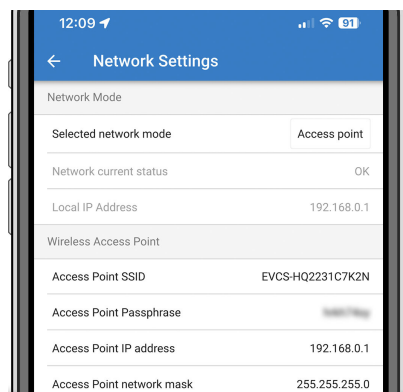 12:09
91
Network Settings
Network Mode
Selected network mode Access point
Network current status OK
Local IP Address 192.168.0.1
Wireless Access Point
Access Point SSID EVCS-HQ2231C7K2N
Access Point Passphrase
Access Point IP address 192.168.0.1
Access Point network mask 255.255.255.0